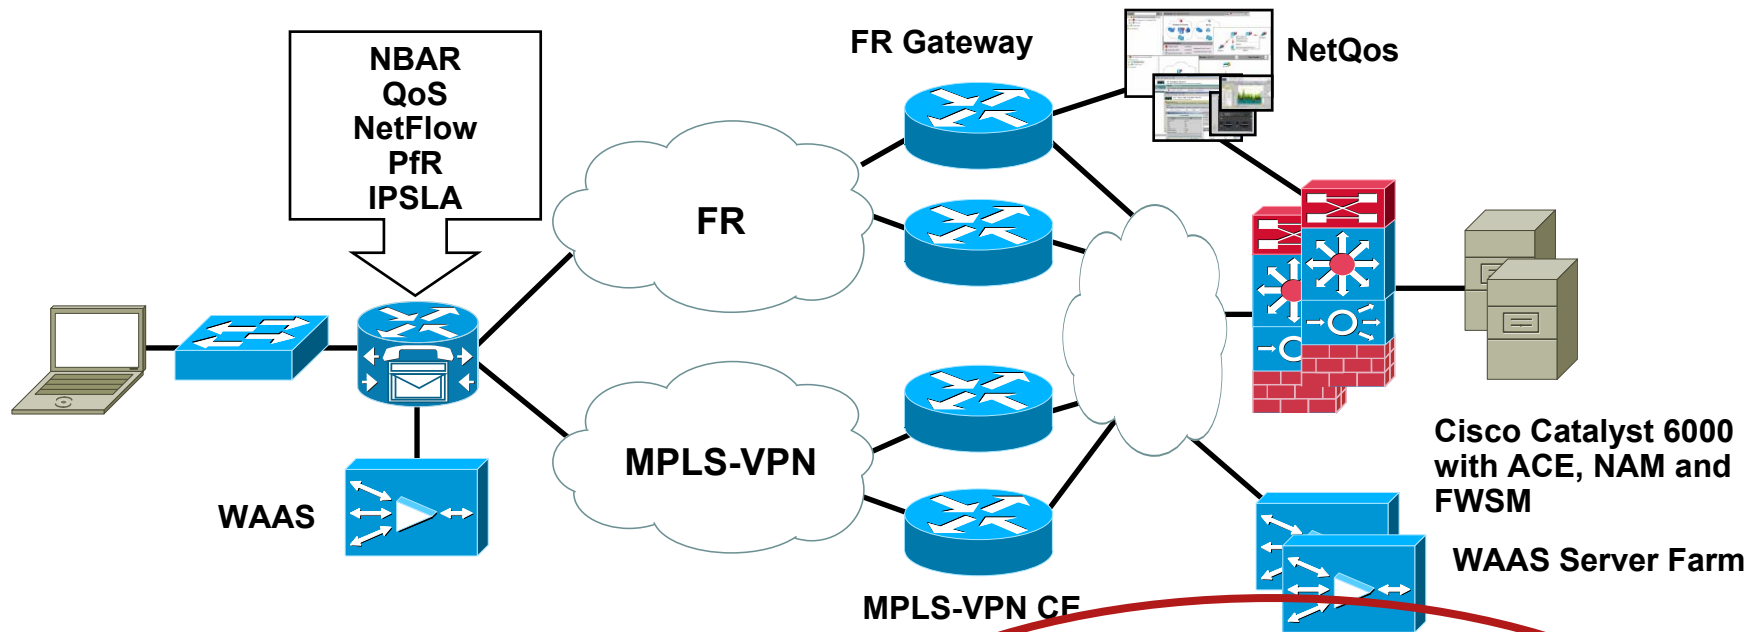 NBAR
QoS
NetFlow
PfR
IPSLA
FR Gateway
NetQos
FR
MPLS-VPN
WAAS
Cisco Catalyst 6000
with ACE, NAM and
FWSM
WAAS Server Farm
MPLS-VPN CE